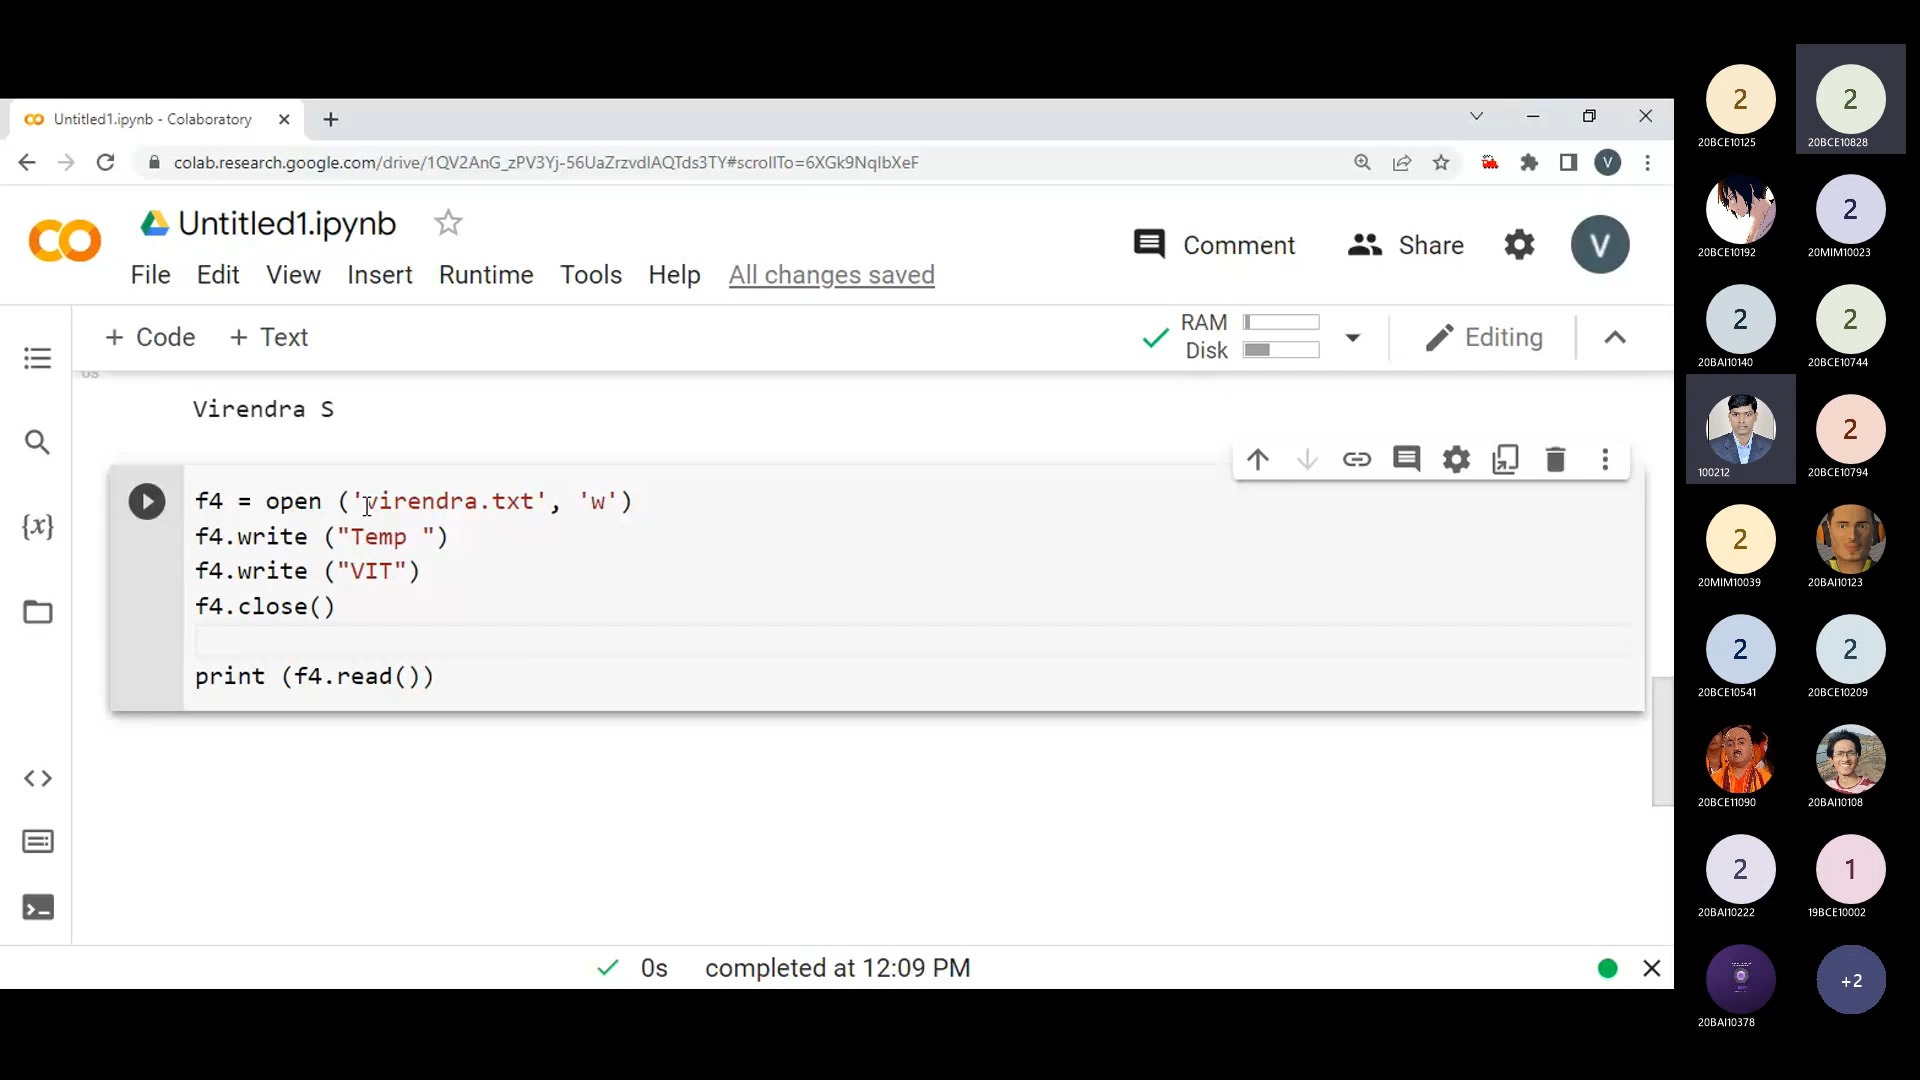 Untitled1.ipynb - Colaboratory
colab.research.google.com/drive/1QV2AnG_zPV3Yj-56UaZrzvdlAQTds3TY#scrollTo=6XGk9NqlbXeF
V
Untitled1.ipynb
Comment
Share
V
File Edit View Insert Runtime Tools Help All changes saved
+ Code + Text
RAM
Disk
Editing
0s
Virendra S
f4 = open ('virendra.txt', 'w')
f4.write ("Temp ")
f4.write ("VIT")
f4.close()
print (f4.read())
{x}
0s completed at 12:09 PM
2 2
20BCE10125 20BCE10828
2
20BCE10192 20MIM10023
2 2
20BAI10140 20BCE10744
2
100212 20BCE10794
2
20MIM10039 20BAI10123
2 2
20BCE10541 20BCE10209
20BCE11090 20BAI10108
2 1
20BAI10222 19BCE10002
+2
20BAI10378